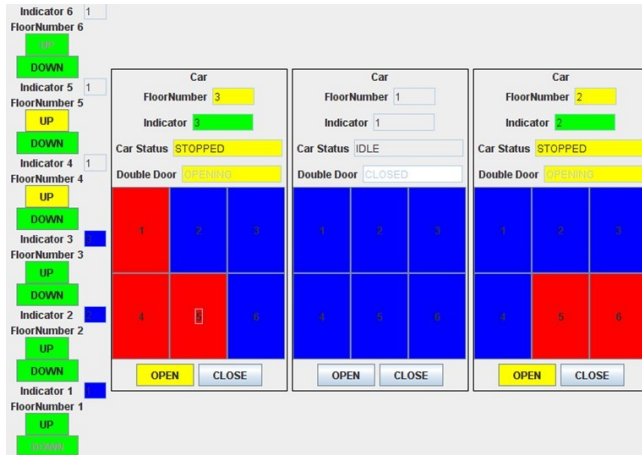 Indicator 6 1
FloorNumber 6
UP
DOWN
Indicator 5 1
FloorNumber 5
UP
DOWN
Indicator 4 1
FloorNumber 4
UP
DOWN
Indicator 3
FloorNumber 3
UP
DOWN
Indicator 2
FloorNumber 2
UP
DOWN
Indicator 1
FloorNumber 1
UP
DOWN
Car
FloorNumber 3
Indicator 3
Car Status STOPPED
Double Door OPENING
1 2 3
4 5 6
OPEN CLOSE
Car
FloorNumber 1
Indicator 1
Car Status IDLE
Double Door CLOSED
1 2 3
4 5 6
OPEN CLOSE
Car
FloorNumber 2
Indicator 2
Car Status STOPPED
Double Door OPENING
1 2 3
4 5 6
OPEN CLOSE